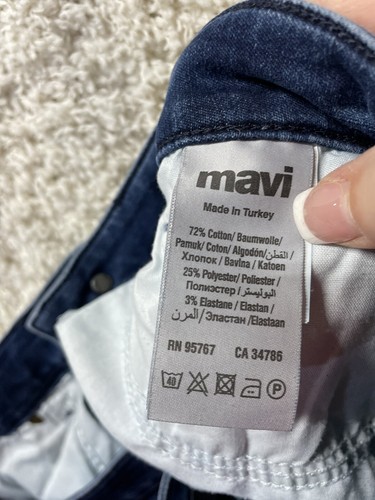 mavi
Made in Turkey
72% Cotton/ Baumwolle/
Pamuk/ Coton/ Algodón/القطن/
Хлопок / Bavlna / Katoen
25% Polyester/ Poliester /
Полиэстер / البوليستر/
3% Elastane / Elastan /
المرن/ Эластан /Elastaan
RN 95767 CA 34786
40 P